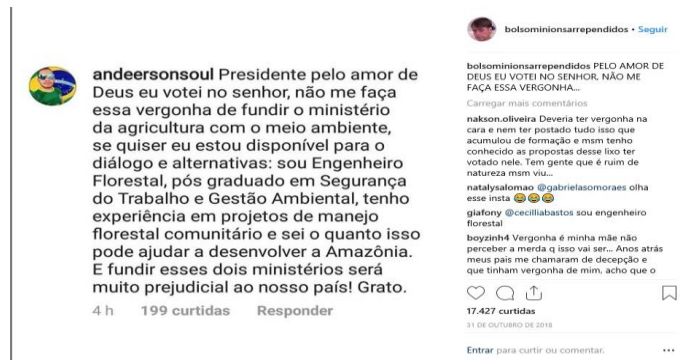 andeersonsoul Presidente pelo amor de
Deus eu votei no senhor, não me faça
essa vergonha de fundir o ministério
da agricultura com o meio ambiente,
se quiser eu estou disponível para o
diálogo e alternativas: sou Engenheiro
Florestal, pós graduado em Segurança
do Trabalho e Gestão Ambiental, tenho
experiência em projetos de manejo
florestal comunitário e sei o quanto isso
pode ajudar a desenvolver a Amazônia.
E fundir esses dois ministérios será
muito prejudicial ao nosso país! Grato.
4 h 199 curtidas Responder
bolsominionsarrependidos • Seguir
bolsominionsarrependidos PELO AMOR DE
DEUS EU VOTEI NO SENHOR, NÃO ME
FAÇA ESSA VERGONHA...
Carregar mais comentários
nakson.oliveira Deveria ter vergonha na
cara e nem ter postado tudo isso que
acumulou de formação e msm tendo
conhecido as propostas desse lixo ter
votado nele. Tem gente que é ruim de
natureza msm viu...
natalysalomao @gabrielasomoraes olha
esse insta 😂😂😂
giafony @cecilliabastos sou engenheiro
florestal
boyzinh4 Vergonha é minha mãe não
perceber a merda q isso vai ser... Anos atrás
meus pais me chamaram de decepção e
que tinham vergonha de mim, acho que o
17.427 curtidas
31 DE OUTUBRO DE 2018
Entrar para curtir ou comentar.